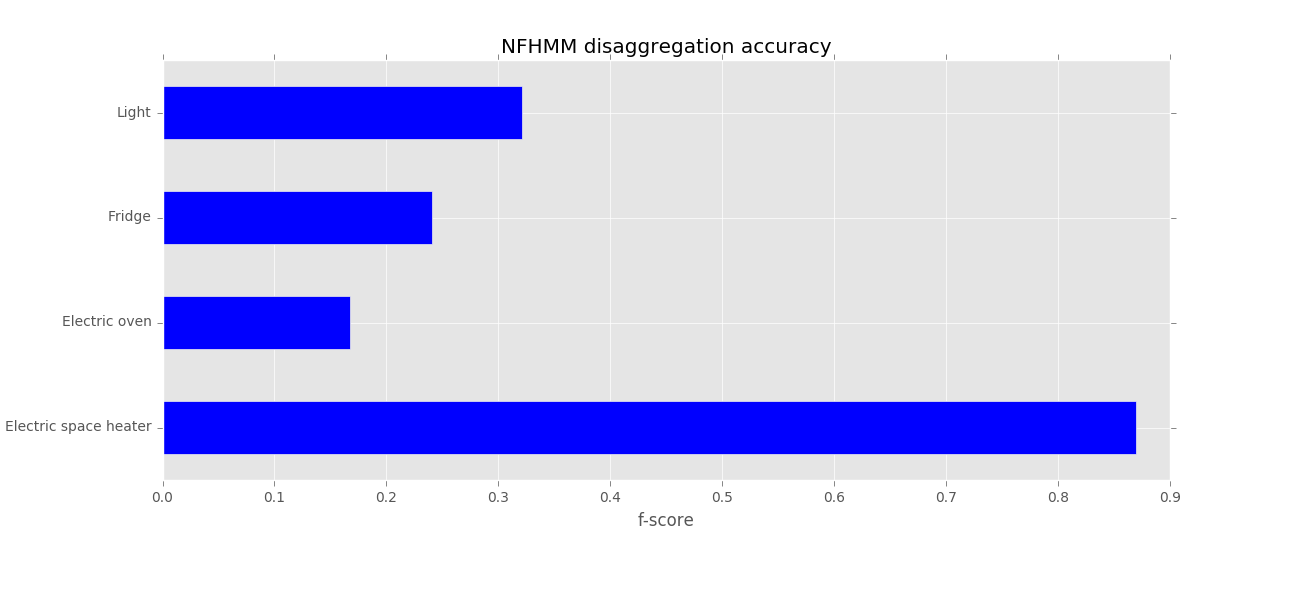 NFHMM disaggregation accuracy
Light
Fridge
Electric oven
Electric space heater
0.0 0.1 0.2 0.3 0.4 0.5 0.6 0.7 0.8 0.9
f-score